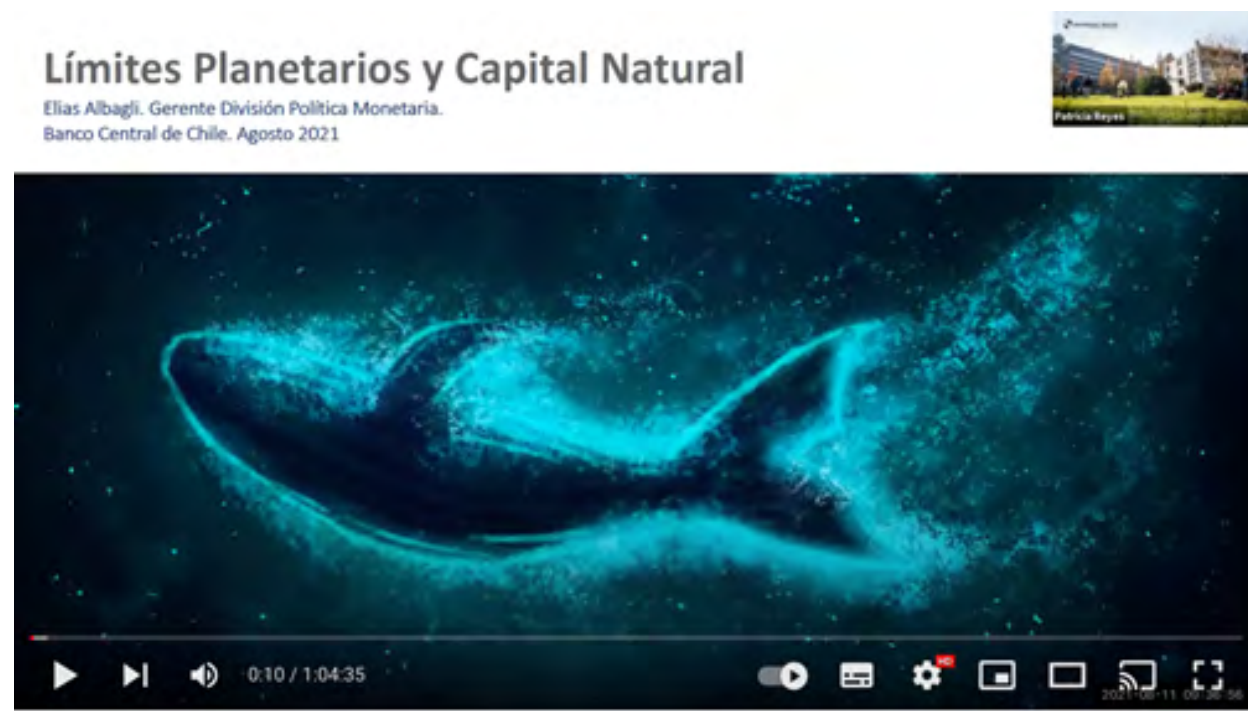 Límites Planetarios y Capital Natural
Elias Albagli. Gerente División Política Monetaria.
Banco Central de Chile. Agosto 2021
Patricia Reyes
0:10 / 1:04:35
HD